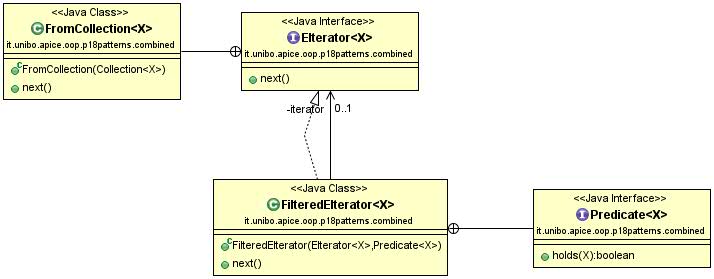 <<Java Class>>
FromCollection<X>
it.unibo.apice.oop.p18patterns.combined
FromCollection(Collection<X>)
next()
<<Java Interface>>
EIterator<X>
it.unibo.apice.oop.p18patterns.combined
next()
-iterator
0..1
<<Java Class>>
FilteredEIterator<X>
it.unibo.apice.oop.p18patterns.combined
FilteredEIterator(EIterator<X>,Predicate<X>)
next()
<<Java Interface>>
Predicate<X>
it.unibo.apice.oop.p18patterns.combined
holds(X):boolean